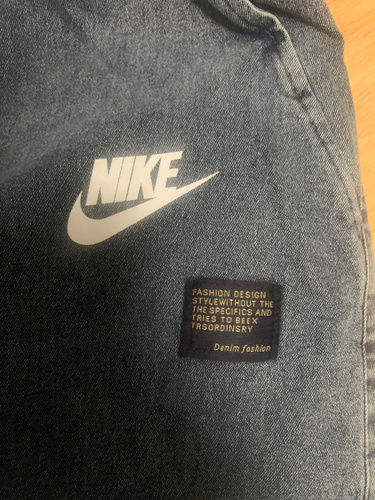 NIKE
FASHION DESIGN
STYLEWITHOUT THE
THE SPECIFICS AND
TRIES TO BEEX
TRSORDINSRY
Denim fashion